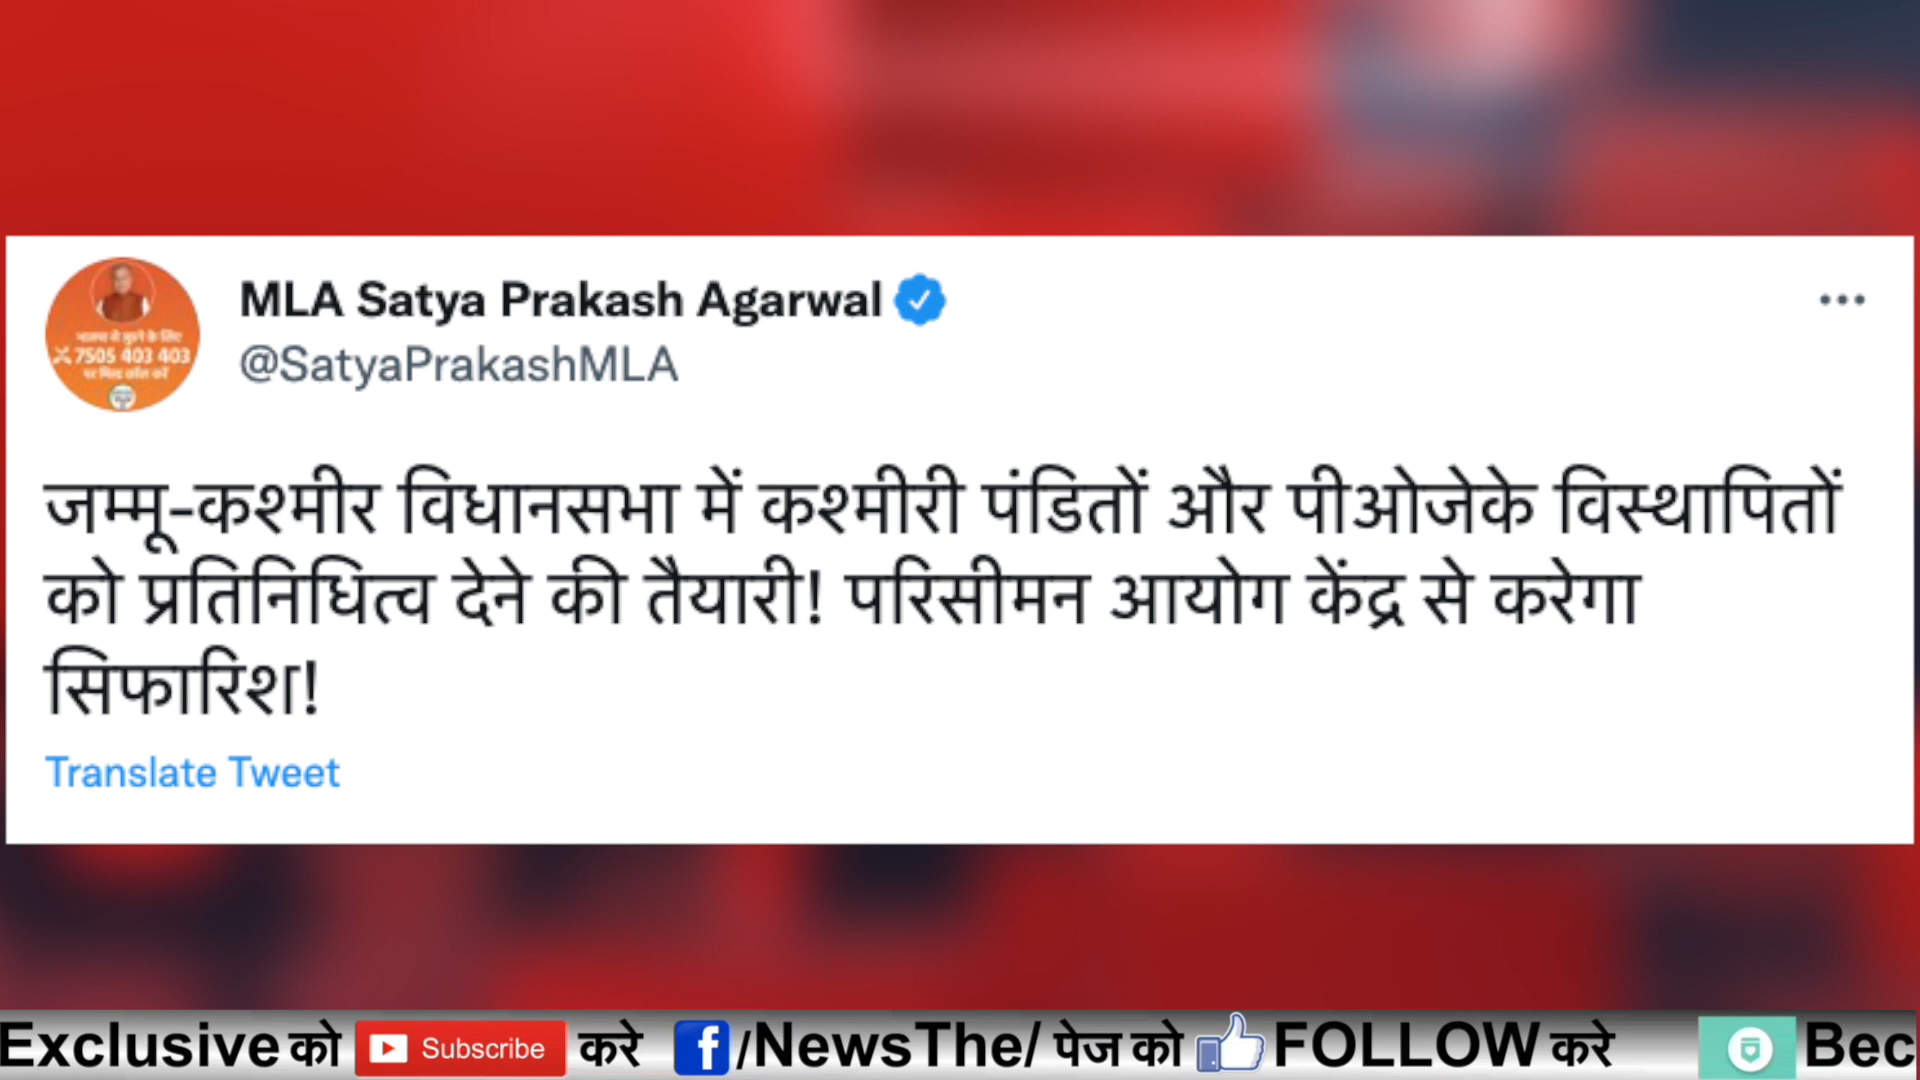 MLA Satya Prakash Agarwal
@SatyaPrakashMLA
7505 403 403
जम्मू-कश्मीर विधानसभा में कश्मीरी पंडितों और पीओजेके विस्थापितों
को प्रतिनिधित्व देने की तैयारी! परिसीमन आयोग केंद्र से करेगा
सिफारिश!
Translate Tweet
Exclusive को Subscribe करे f /NewsThe/ पेज को FOLLOW करे Bec